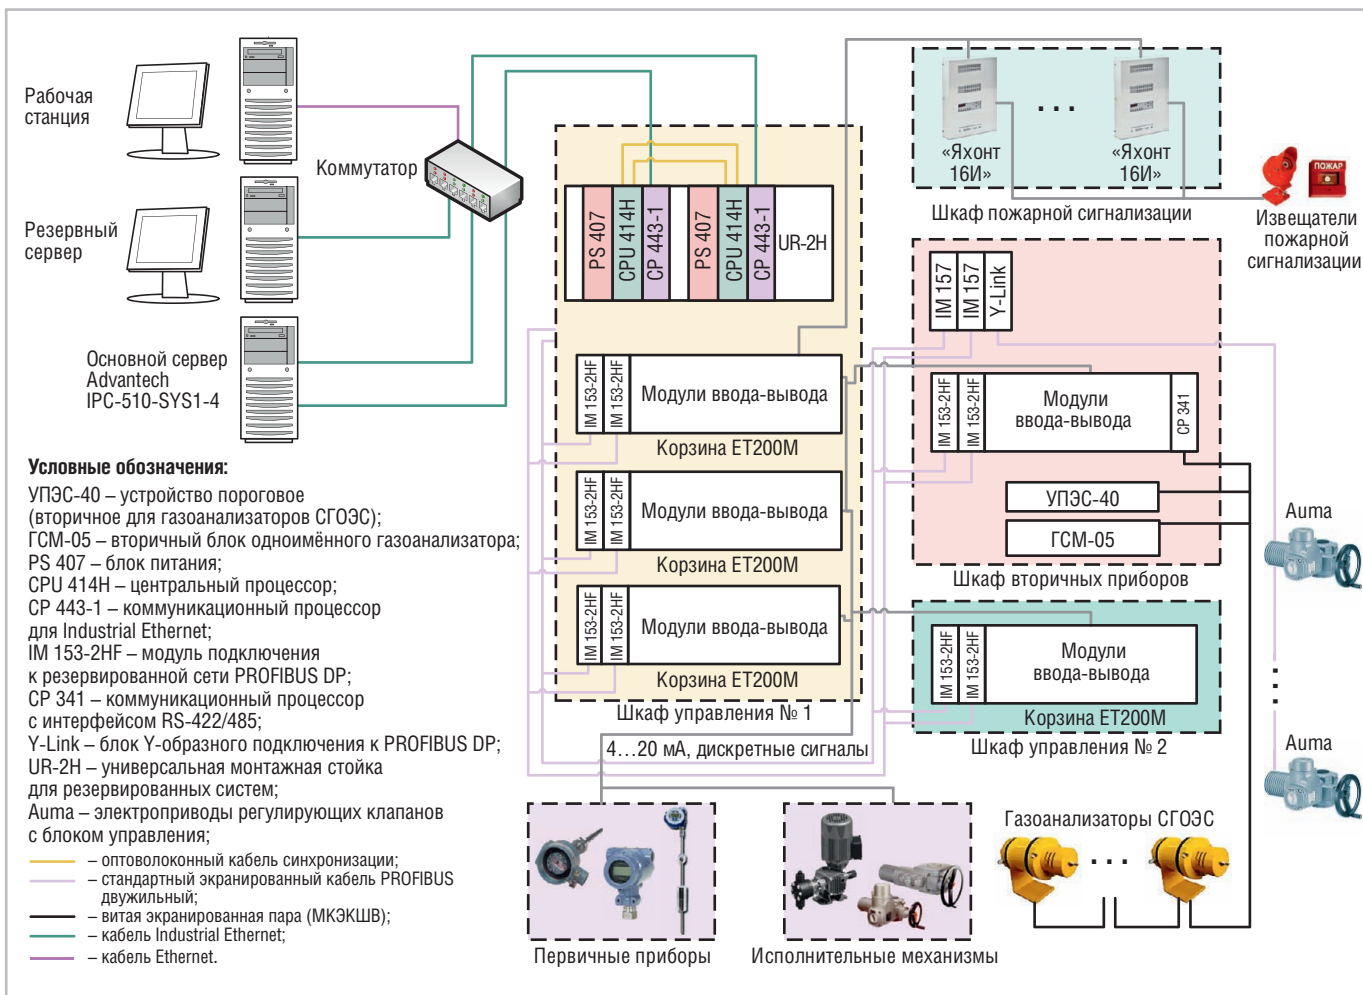 Рабочая
станция
Коммутатор
Резервный
сервер
Основной сервер
Advantech
IPC-510-SYS1-4
PS 407
CPU 414H
CP 443-1
PS 407
CPU 414H
CP 443-1
UR-2H
IM 153-2HF
IM 153-2HF
Модули ввода-вывода
Корзина ET200M
IM 153-2HF
IM 153-2HF
Модули ввода-вывода
Корзина ET200M
IM 153-2HF
IM 153-2HF
Модули ввода-вывода
Корзина ET200M
Шкаф управления № 1
«Яхонт
16И»
. . .
«Яхонт
16И»
Шкаф пожарной сигнализации
ПОЖАР
Извещатели
пожарной
сигнализации
IM 157
IM 157
Y-Link
IM 153-2HF
IM 153-2HF
Модули
ввода-вывода
CP 341
УПЭС-40
ГСМ-05
Шкаф вторичных приборов
IM 153-2HF
IM 153-2HF
Модули
ввода-вывода
Корзина ET200M
Шкаф управления № 2
Auma
Auma
4...20 мА, дискретные сигналы
Первичные приборы
Исполнительные механизмы
Газоанализаторы СГОЭС
. . .
Условные обозначения:
УПЭС-40 – устройство пороговое
(вторичное для газоанализаторов СГОЭС);
ГСМ-05 – вторичный блок одноимённого газоанализатора;
PS 407 – блок питания;
CPU 414H – центральный процессор;
CP 443-1 – коммуникационный процессор
для Industrial Ethernet;
IM 153-2HF – модуль подключения
к резервированной сети PROFIBUS DP;
CP 341 – коммуникационный процессор
с интерфейсом RS-422/485;
Y-Link – блок Y-образного подключения к PROFIBUS DP;
UR-2H – универсальная монтажная стойка
для резервированных систем;
Auma – электроприводы регулирующих клапанов
с блоком управления;
– оптоволоконный кабель синхронизации;
– стандартный экранированный кабель PROFIBUS
двужильный;
– витая экранированная пара (МКЭКШВ);
– кабель Industrial Ethernet;
– кабель Ethernet.